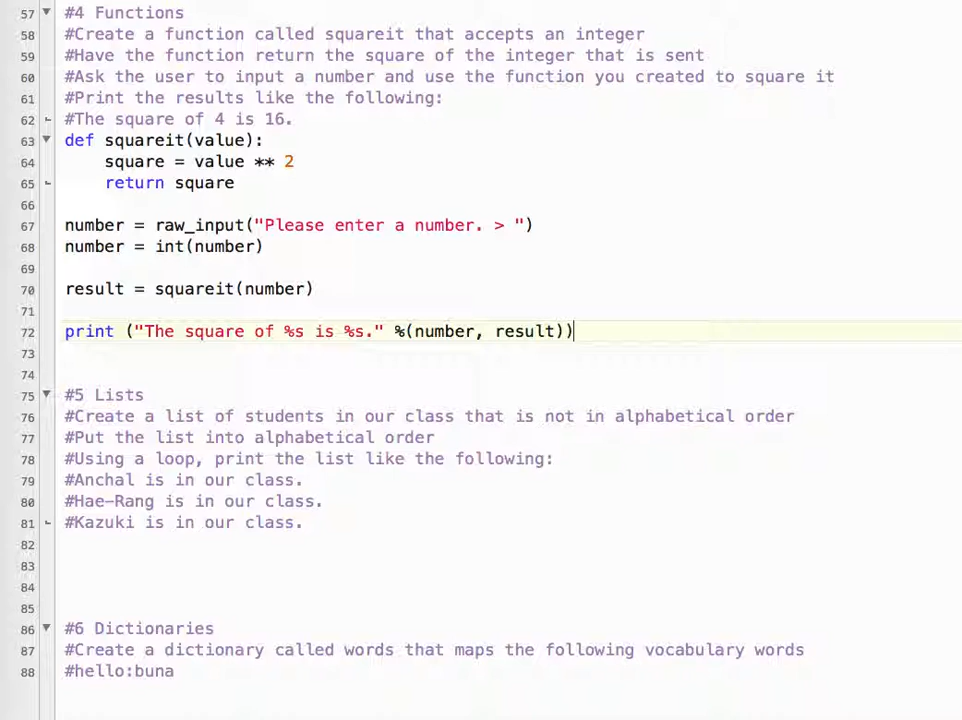 57 #4 Functions
58 #Create a function called squareit that accepts an integer
59 #Have the function return the square of the integer that is sent
60 #Ask the user to input a number and use the function you created to square it
61 #Print the results like the following:
62 #The square of 4 is 16.
63 def squareit(value):
64     square = value ** 2
65     return square
66
67 number = raw_input("Please enter a number. > ")
68 number = int(number)
69
70 result = squareit(number)
71
72 print ("The square of %s is %s." %(number, result))
73
74
75 #5 Lists
76 #Create a list of students in our class that is not in alphabetical order
77 #Put the list into alphabetical order
78 #Using a loop, print the list like the following:
79 #Anchal is in our class.
80 #Hae-Rang is in our class.
81 #Kazuki is in our class.
82
83
84
85
86 #6 Dictionaries
87 #Create a dictionary called words that maps the following vocabulary words
88 #hello:buna